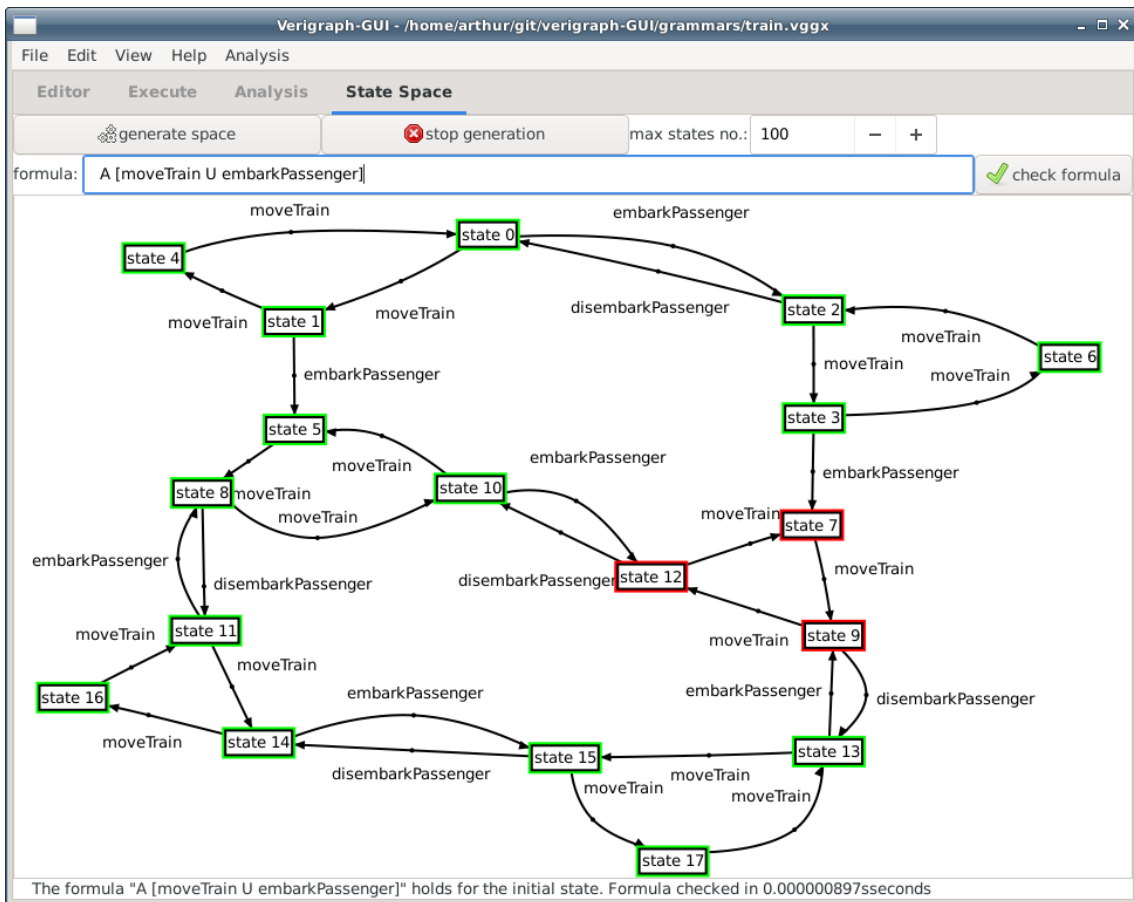 Verigraph-GUI - /home/arthur/git/verigraph-GUI/grammars/train.vggx
File Edit View Help Analysis
Editor Execute Analysis State Space
generate space stop generation max states no.: 100 − +
formula: A [moveTrain U embarkPassenger] check formula
moveTrain embarkPassenger
state 0
state 4
disembarkPassenger state 2
moveTrain state 1 moveTrain
moveTrain
state 6
moveTrain
embarkPassenger moveTrain
state 3
state 5
embarkPassenger
moveTrain
embarkPassenger
state 8 moveTrain state 10
moveTrain
moveTrain state 7
embarkPassenger
disembarkPassenger
disembarkPassenger state 12
moveTrain
state 11
moveTrain
moveTrain
moveTrain state 9
state 16
embarkPassenger
embarkPassenger disembarkPassenger
moveTrain state 14
state 15
state 13
disembarkPassenger
moveTrain
moveTrain
moveTrain
state 17
The formula "A [moveTrain U embarkPassenger]" holds for the initial state. Formula checked in 0.000000897sseconds